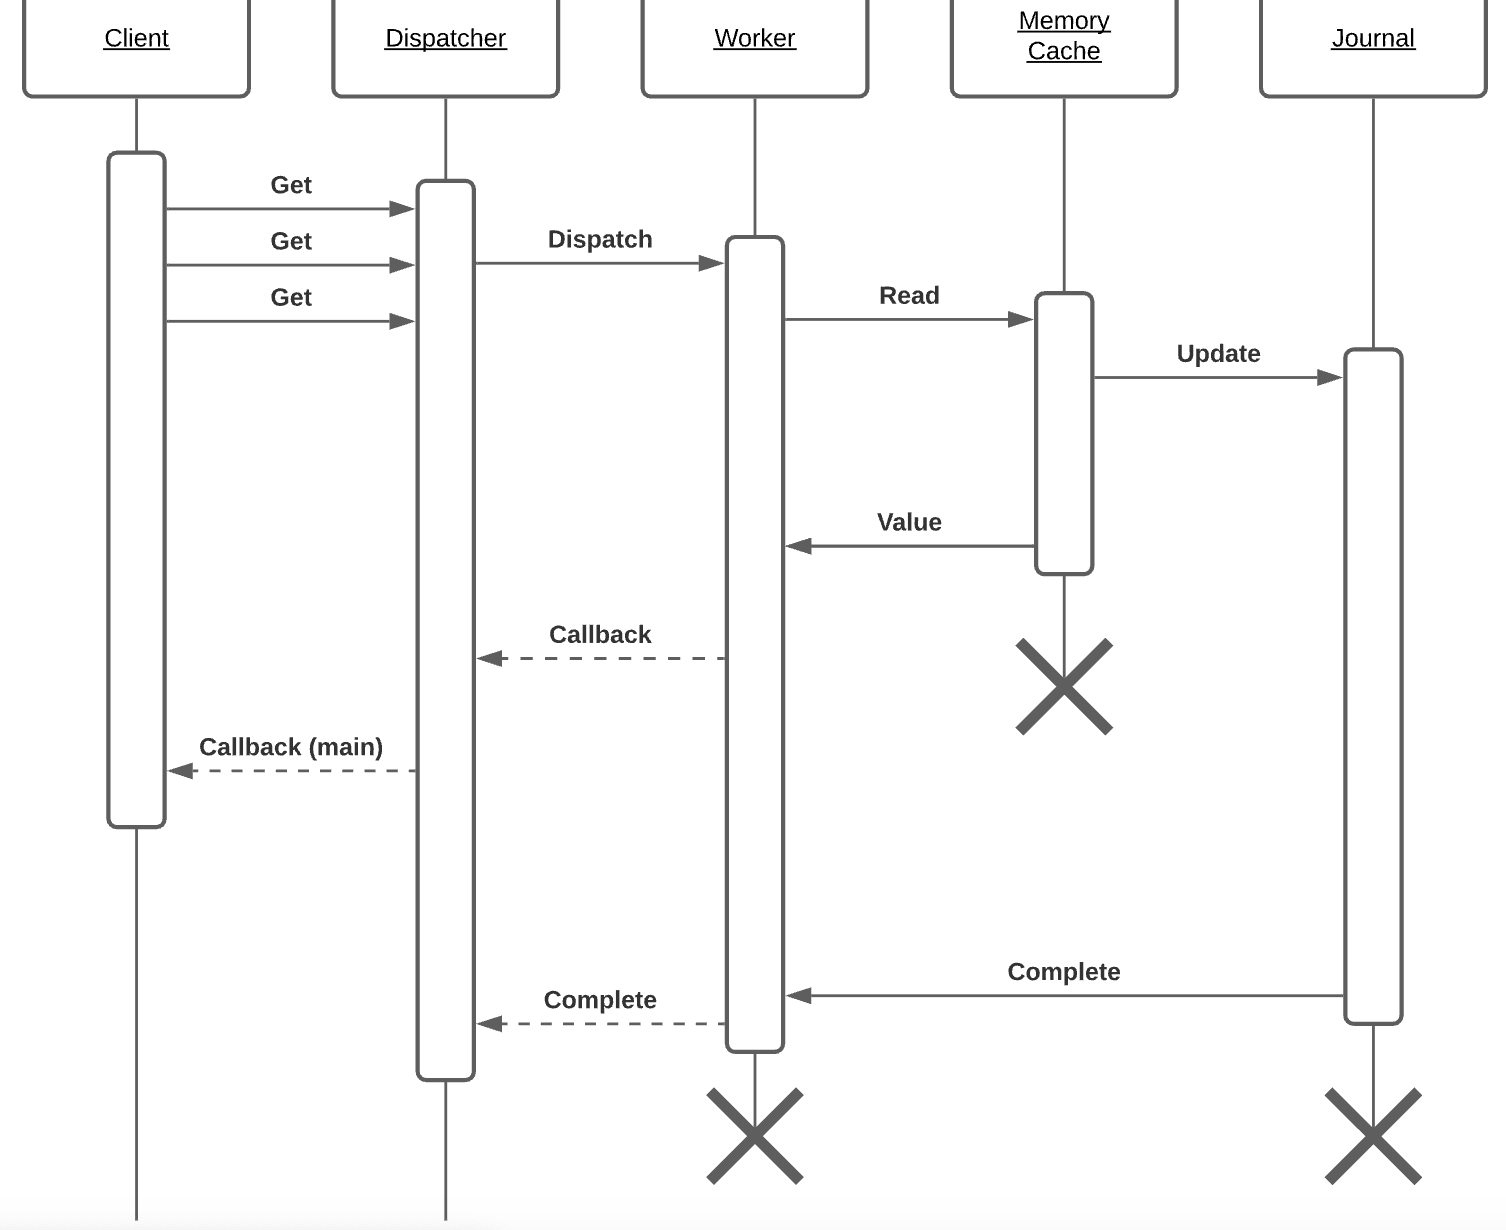 Client
Dispatcher
Worker
Memory
Cache
Journal
Get
Get
Dispatch
Get
Read
Update
Value
Callback
Callback (main)
Complete
Complete